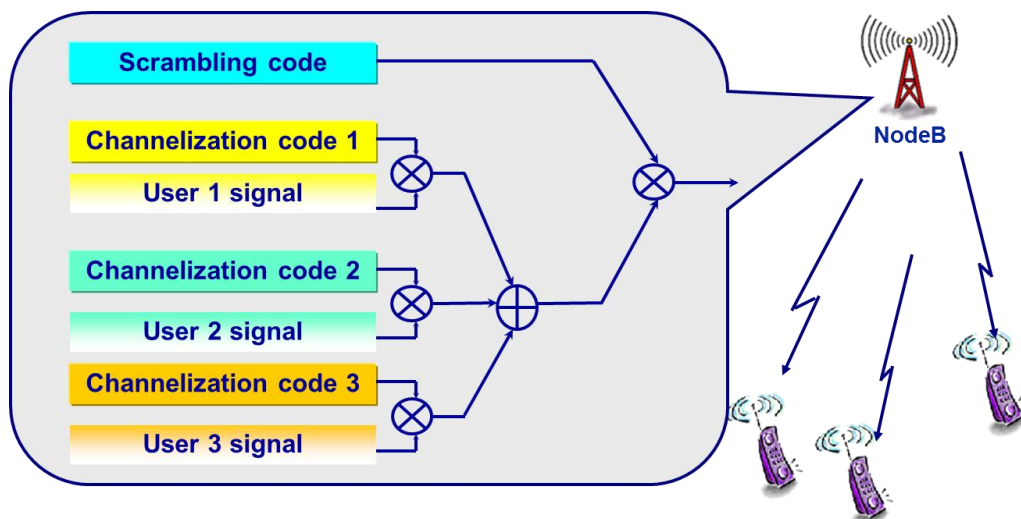 Scrambling code
Channelization code 1
User 1 signal
Channelization code 2
User 2 signal
Channelization code 3
User 3 signal
NodeB